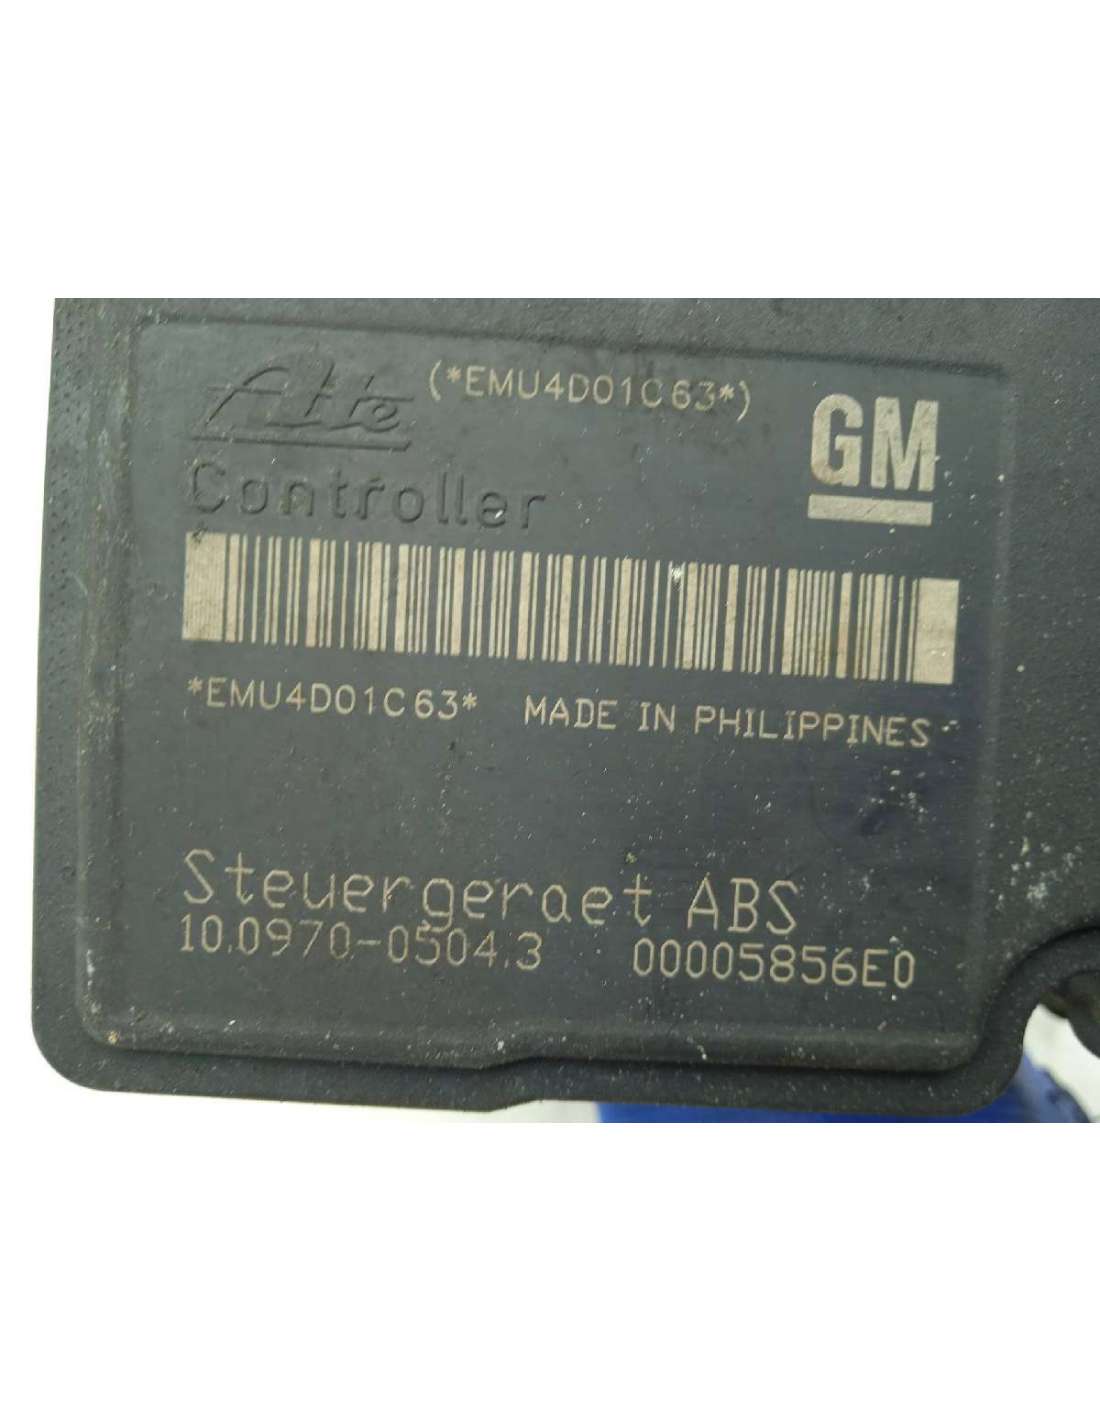 Ate (*EMU4D01C63*)
GM
Controller
*EMU4D01C63* MADE IN PHILIPPINES
Steuergeraet ABS
10.0970-0504.3 00005856E0